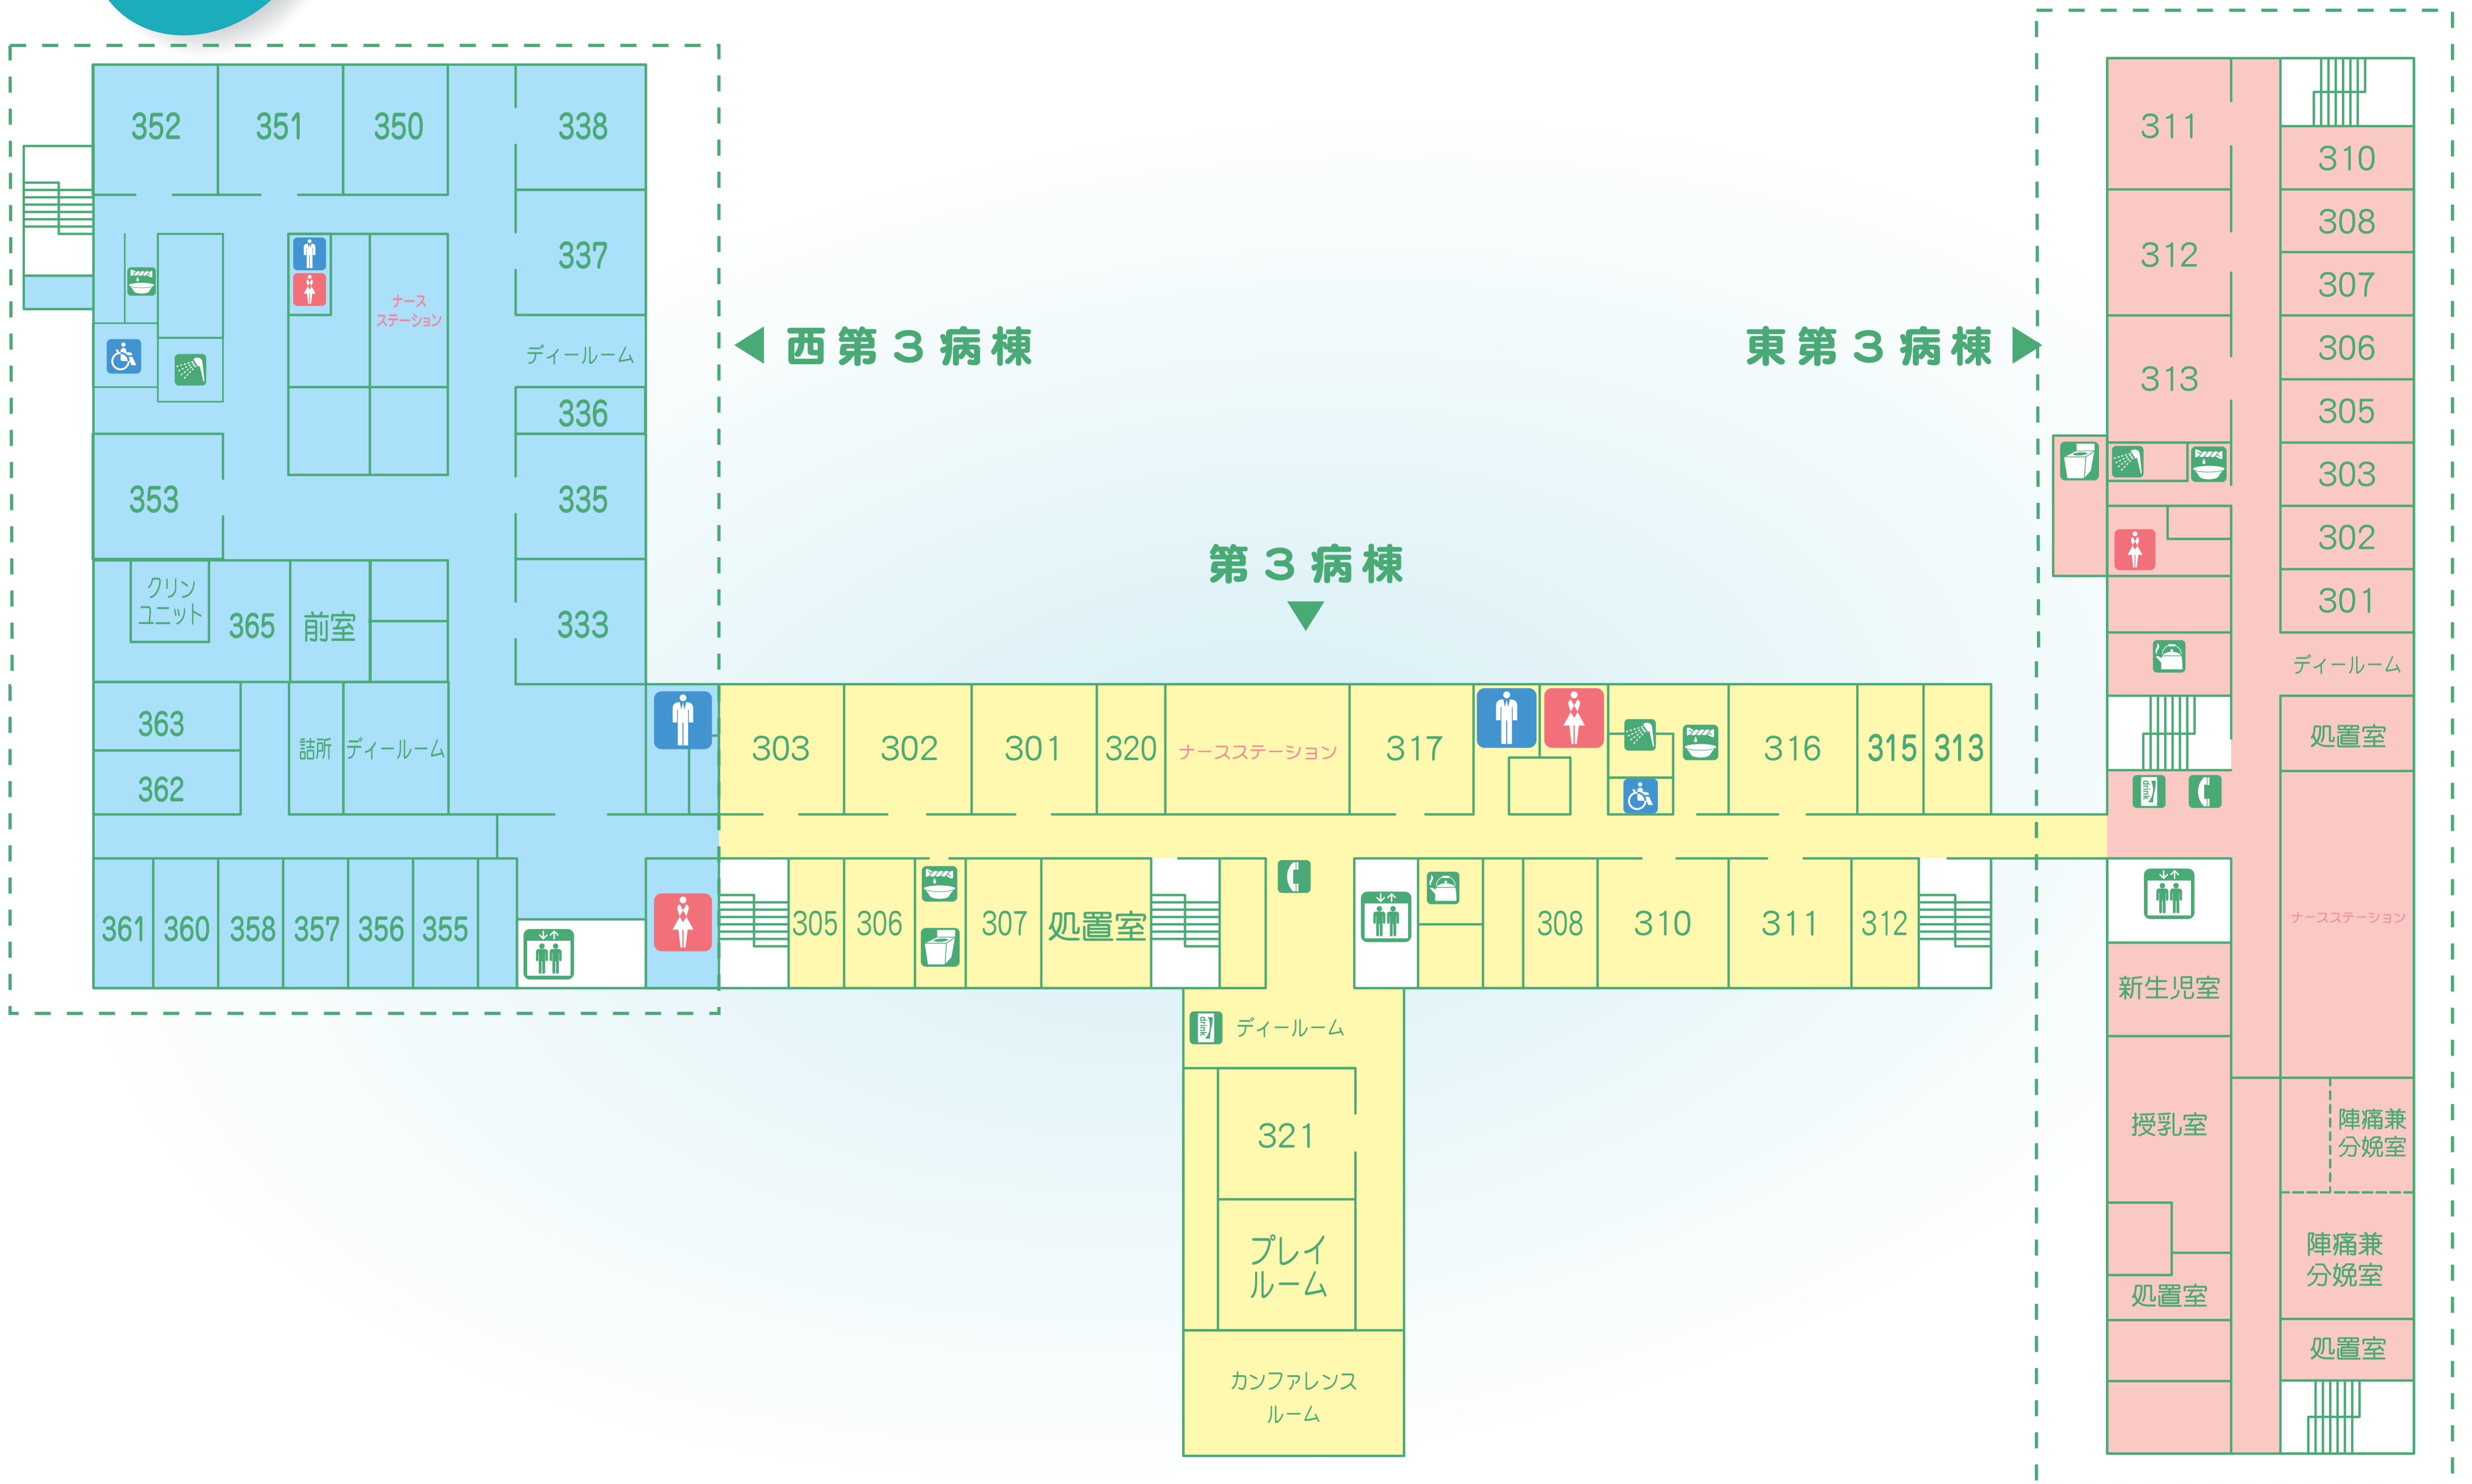 352
351
350
338
337
ナース
ステーション
ディールーム
336
353
335
クリン
ユニット
365
前室
333
363
362
詰所
ディールーム
361
360
358
357
356
355
西第3病棟
第3病棟
東第3病棟
303
302
301
320
ナースステーション
317
316
315
313
305
306
307
処置室
308
310
311
312
drink
ディールーム
321
プレイ
ルーム
カンファレンス
ルーム
311
310
308
312
307
306
313
305
303
302
301
ディールーム
処置室
drink
ナースステーション
新生児室
授乳室
陣痛兼
分娩室
陣痛兼
分娩室
処置室
処置室